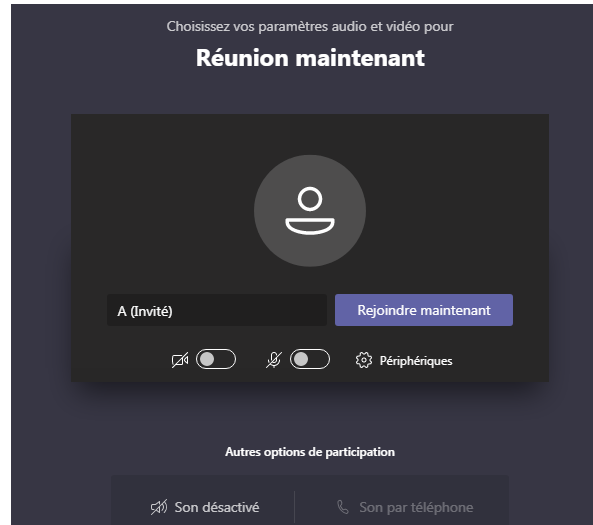 Choisissez vos paramètres audio et vidéo pour
Réunion maintenant
A (Invité)
Rejoindre maintenant
Périphériques
Autres options de participation
Son désactivé
Son par téléphone